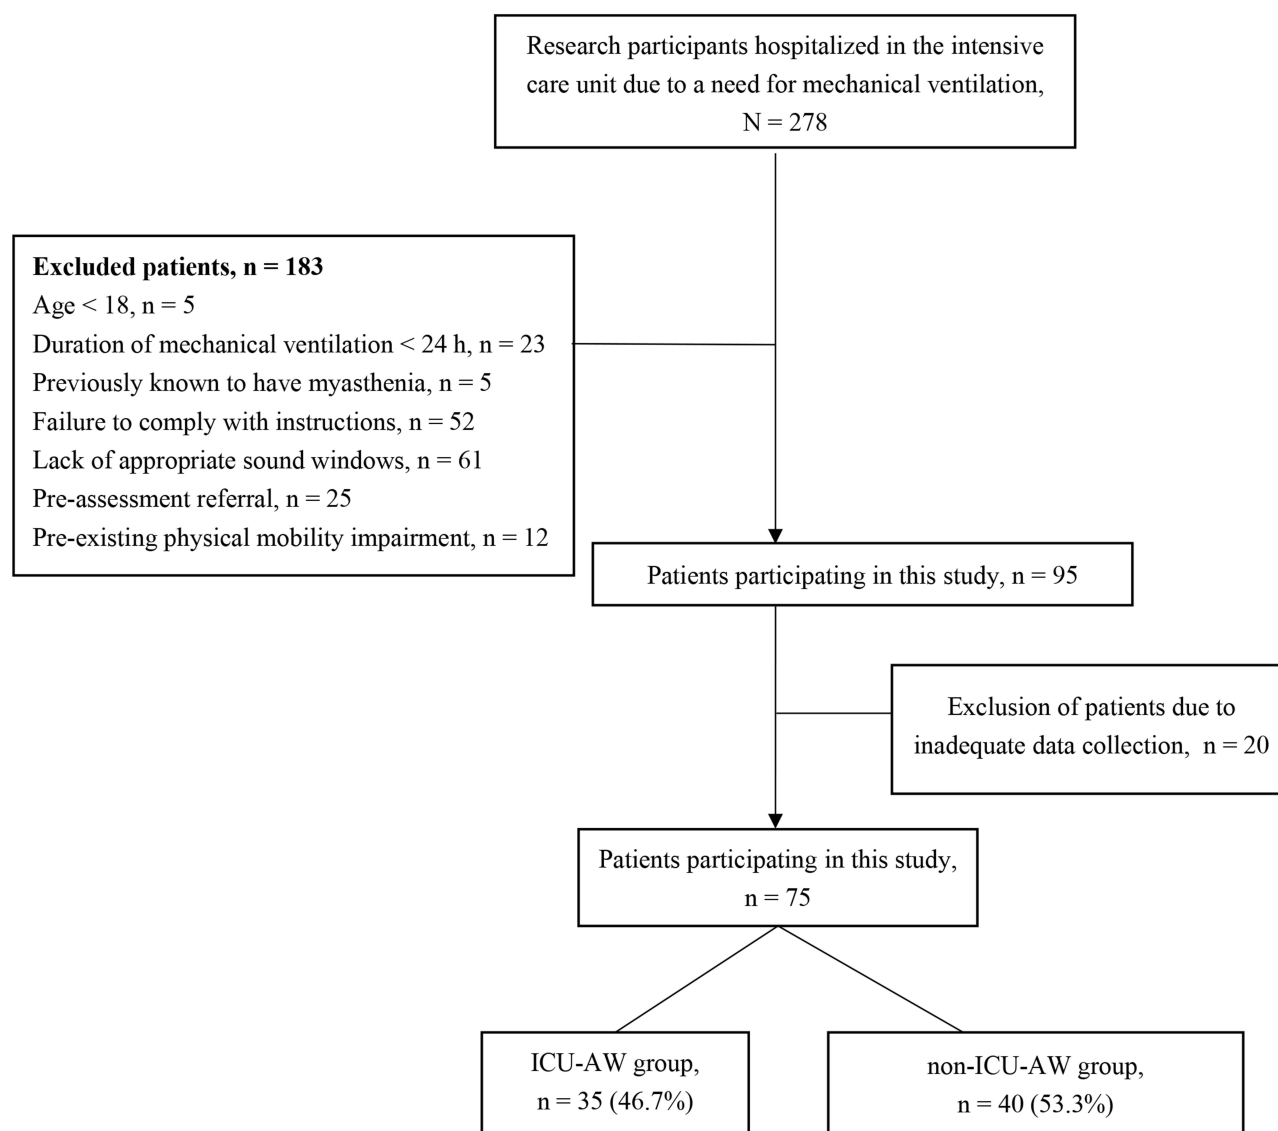 Research participants hospitalized in the intensive
care unit due to a need for mechanical ventilation,
N = 278
Excluded patients, n = 183
Age < 18, n = 5
Duration of mechanical ventilation < 24 h, n = 23
Previously known to have myasthenia, n = 5
Failure to comply with instructions, n = 52
Lack of appropriate sound windows, n = 61
Pre-assessment referral, n = 25
Pre-existing physical mobility impairment, n = 12
Patients participating in this study, n = 95
Exclusion of patients due to
inadequate data collection,  n = 20
Patients participating in this study,
n = 75
ICU-AW group,
n = 35 (46.7%)
non-ICU-AW group,
n = 40 (53.3%)